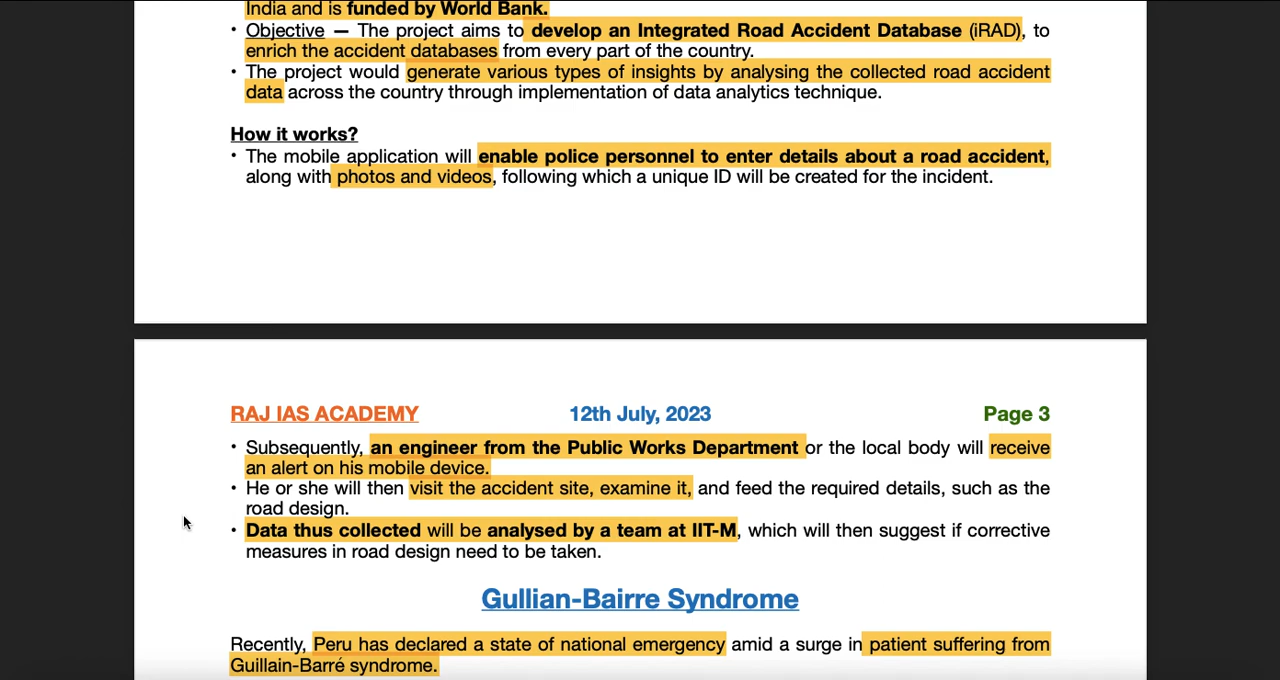 India and is funded by World Bank.
• Objective — The project aims to develop an Integrated Road Accident Database (iRAD), to
enrich the accident databases from every part of the country.
• The project would generate various types of insights by analysing the collected road accident
data across the country through implementation of data analytics technique.
How it works?
• The mobile application will enable police personnel to enter details about a road accident,
along with photos and videos, following which a unique ID will be created for the incident.
RAJ IAS ACADEMY 12th July, 2023 Page 3
• Subsequently, an engineer from the Public Works Department or the local body will receive
an alert on his mobile device.
• He or she will then visit the accident site, examine it, and feed the required details, such as the
road design.
• Data thus collected will be analysed by a team at IIT-M, which will then suggest if corrective
measures in road design need to be taken.
Gullian-Bairre Syndrome
Recently, Peru has declared a state of national emergency amid a surge in patient suffering from
Guillain-Barré syndrome.